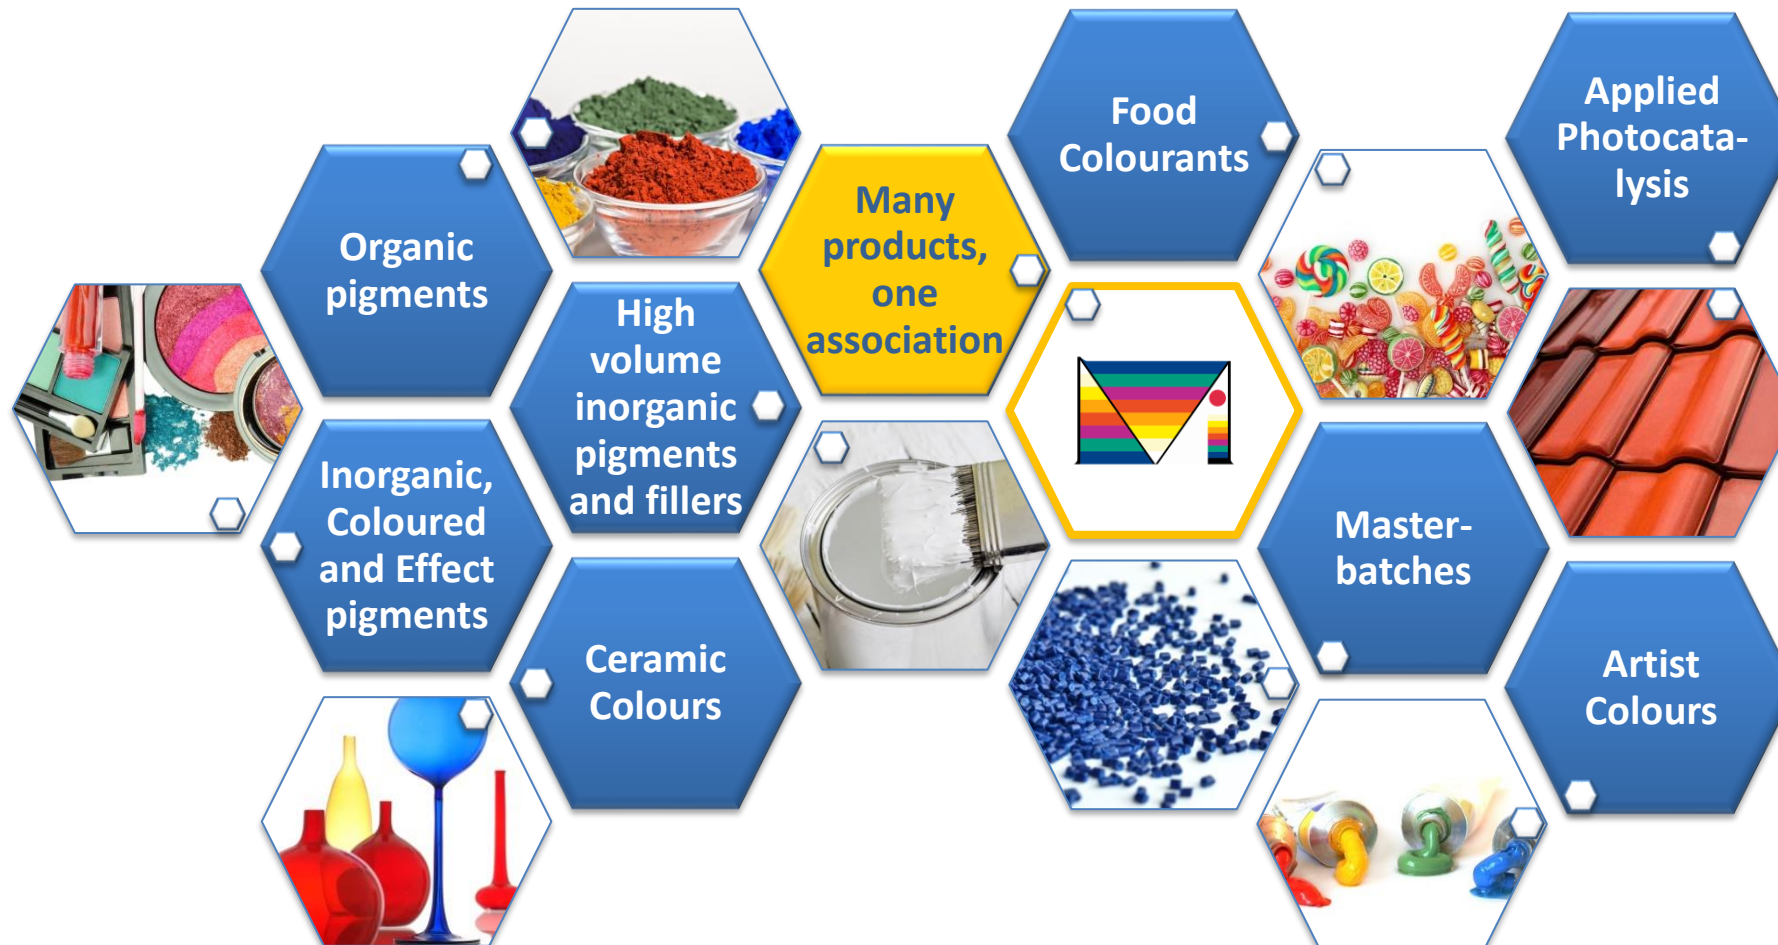 Organic
pigments
Inorganic,
Coloured
and Effect
pigments
High
volume
inorganic
pigments
and fillers
Ceramic
Colours
Many
products,
one
association
Food
Colourants
Master-
batches
Applied
Photocata-
lysis
Artist
Colours